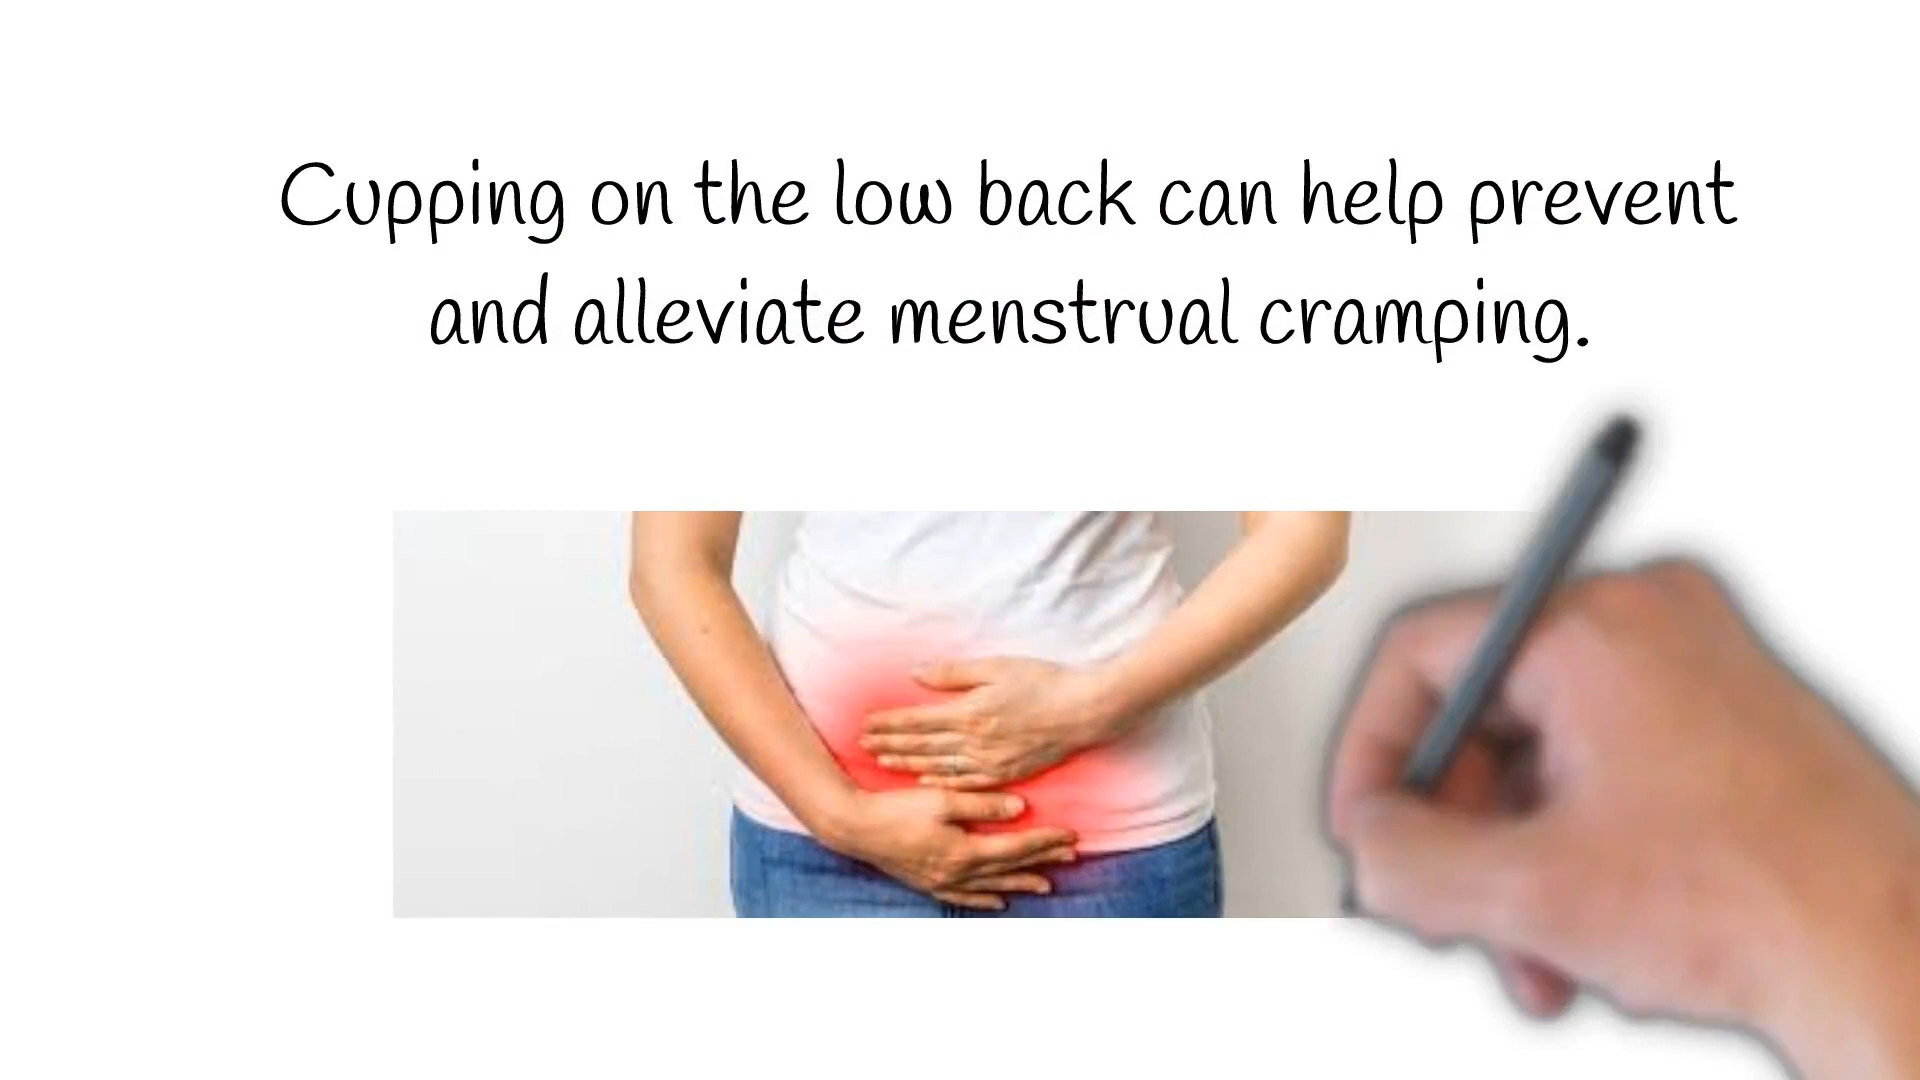 Cupping on the low back can help prevent
and alleviate menstrual cramping.